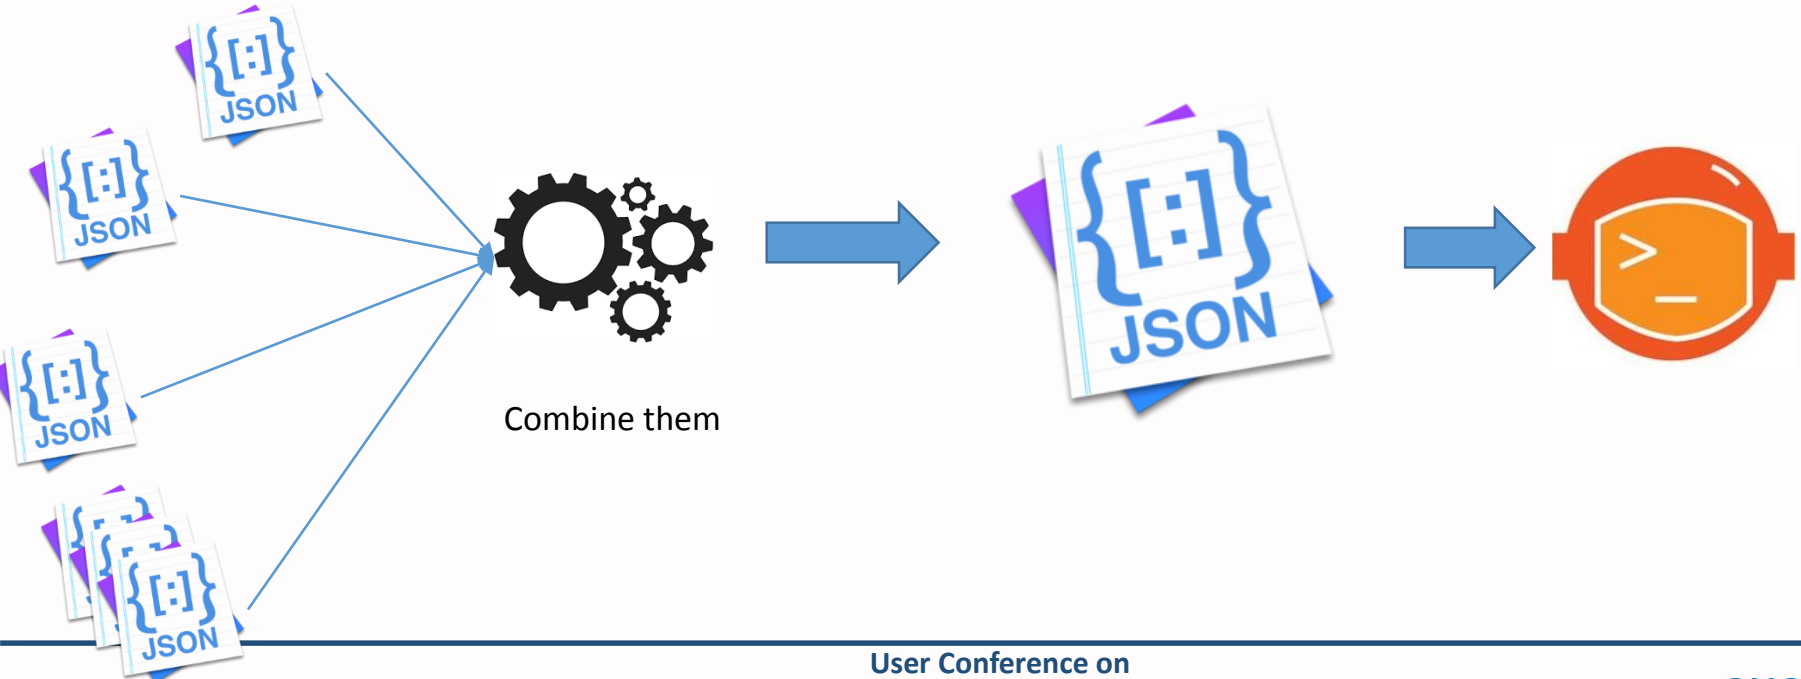 {[:]}
JSON
{[:]}
JSON
{[:]}
JSON
{[:]}
JSON
{[:]}
JSON
>_
Combine them
User Conference on